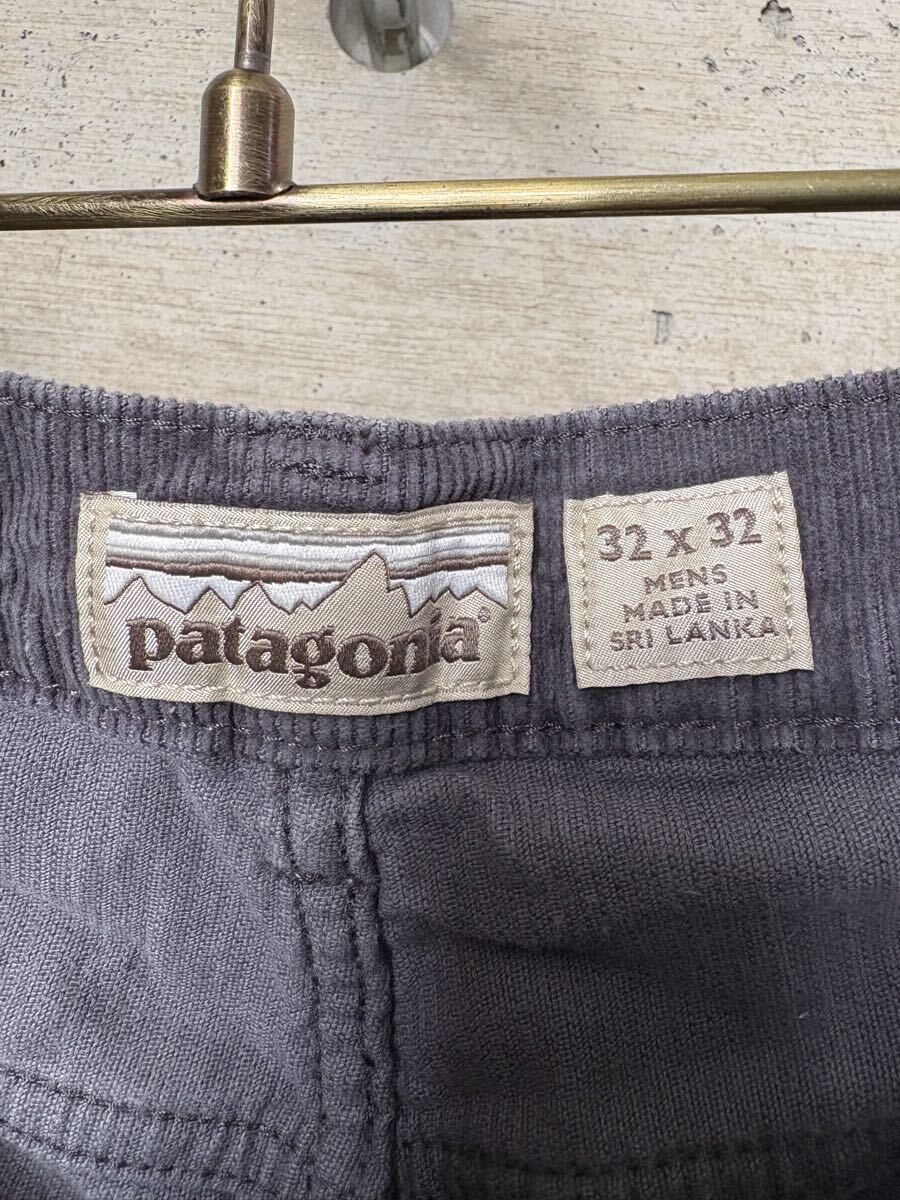 patagonia®
32 x 32
MENS
MADE IN
SRI LANKA